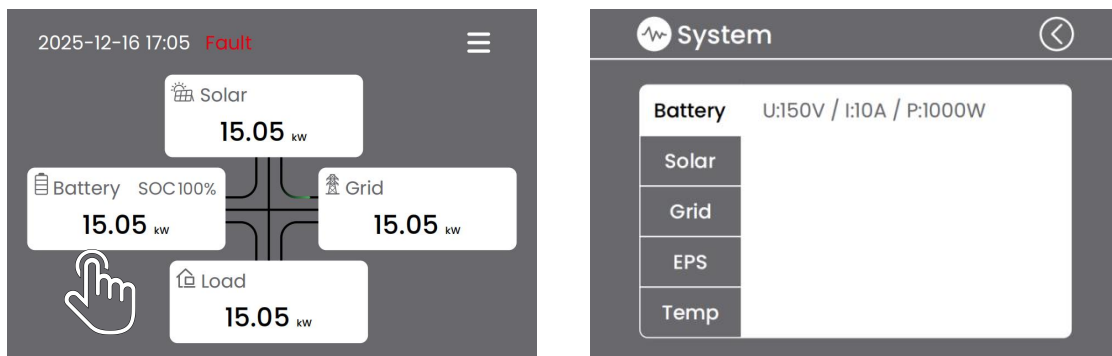 2025-12-16 17:05 Fault
Solar
15.05 kW
Battery SOC100%
15.05 kW
Grid
15.05 kW
Load
15.05 kW
System
Battery U:150V / I:10A / P:1000W
Solar
Grid
EPS
Temp